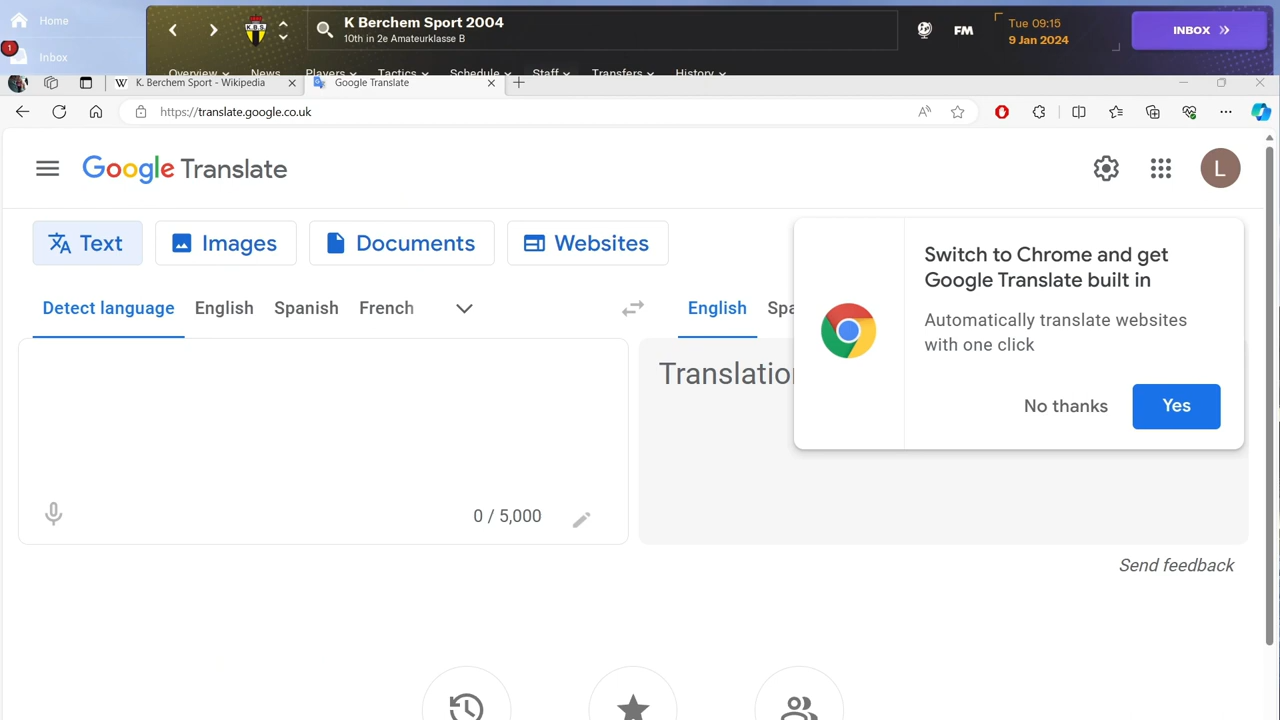 Home
K Berchem Sport 2004
10th in 2e Amateurklasse B
FM
Tue 09:15
9 Jan 2024
INBOX
1
Inbox
Overview
News
Players
Tactics
Schedule
Staff
Transfers
History
W
K. Berchem Sport - Wikipedia
Google Translate
https://translate.google.co.uk
Google Translate
L
Text
Images
Documents
Websites
Switch to Chrome and get
Google Translate built in
Automatically translate websites
with one click
No thanks
Yes
Detect language
English
Spanish
French
English
Spa
Translation
0 / 5,000
Send feedback